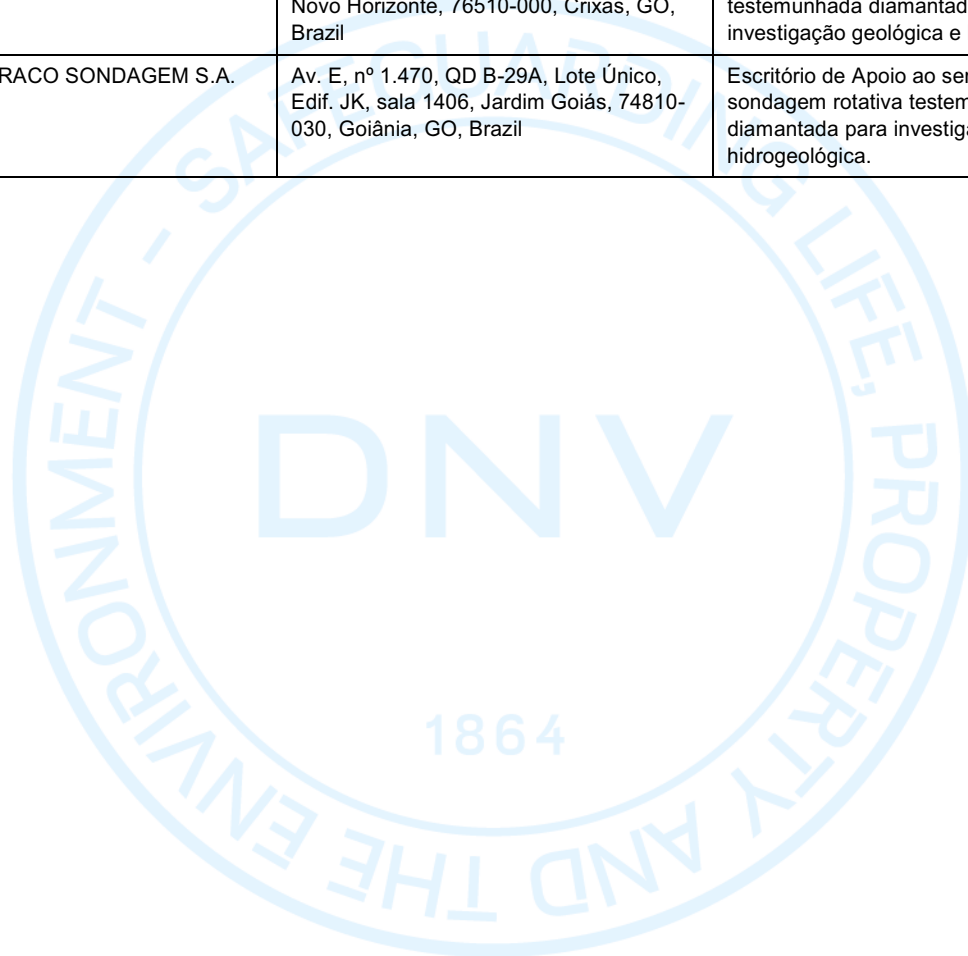 Novo Horizonte, 76510-000, Crixas, GO,
Brazil
testemunhada diamantad
investigação geológica e
RACO SONDAGEM S.A.
Av. E, nº 1.470, QD B-29A, Lote Único,
Edif. JK, sala 1406, Jardim Goiás, 74810-
030, Goiânia, GO, Brazil
Escritório de Apoio ao ser
sondagem rotativa testem
diamantada para investiga
hidrogeológica.
SAFEGUARDING LIFE, PROPERTY AND THE ENVIRONMENT -
DNV
1864